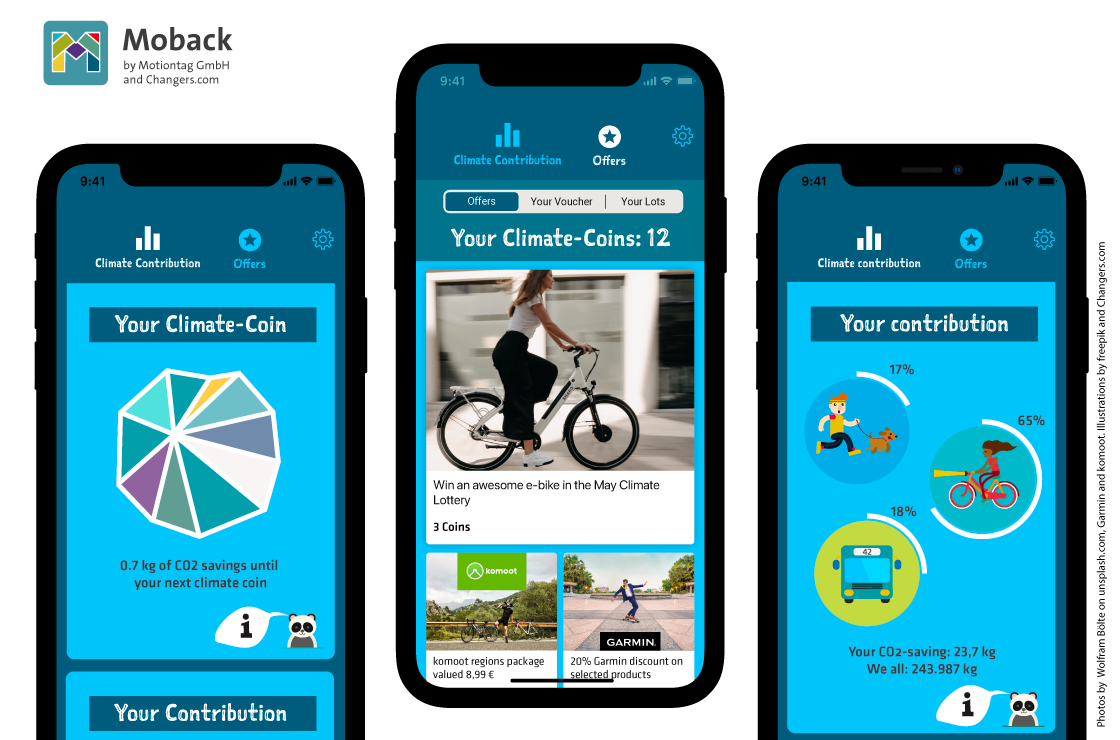 Moback
by Motiontag GmbH
and Changers.com
9:41
Climate Contribution
Offers
Your Climate-Coin
0.7 kg of CO2 savings until
your next climate coin
i
Your Contribution
9:41
Climate Contribution
Offers
Offers
Your Voucher
Your Lots
Your Climate-Coins: 12
Win an awesome e-bike in the May Climate
Lottery
3 Coins
komoot
komoot regions package
valued 8,99 €
GARMIN.
20% Garmin discount on
selected products
9:41
Climate contribution
Offers
Your contribution
17%
65%
18%
42
Your CO2-saving: 23,7 kg
We all: 243.987 kg
i
Photos by Wolfram Bölte on unsplash.com, Garmin and komoot. Illustrations by freepik and Changers.com